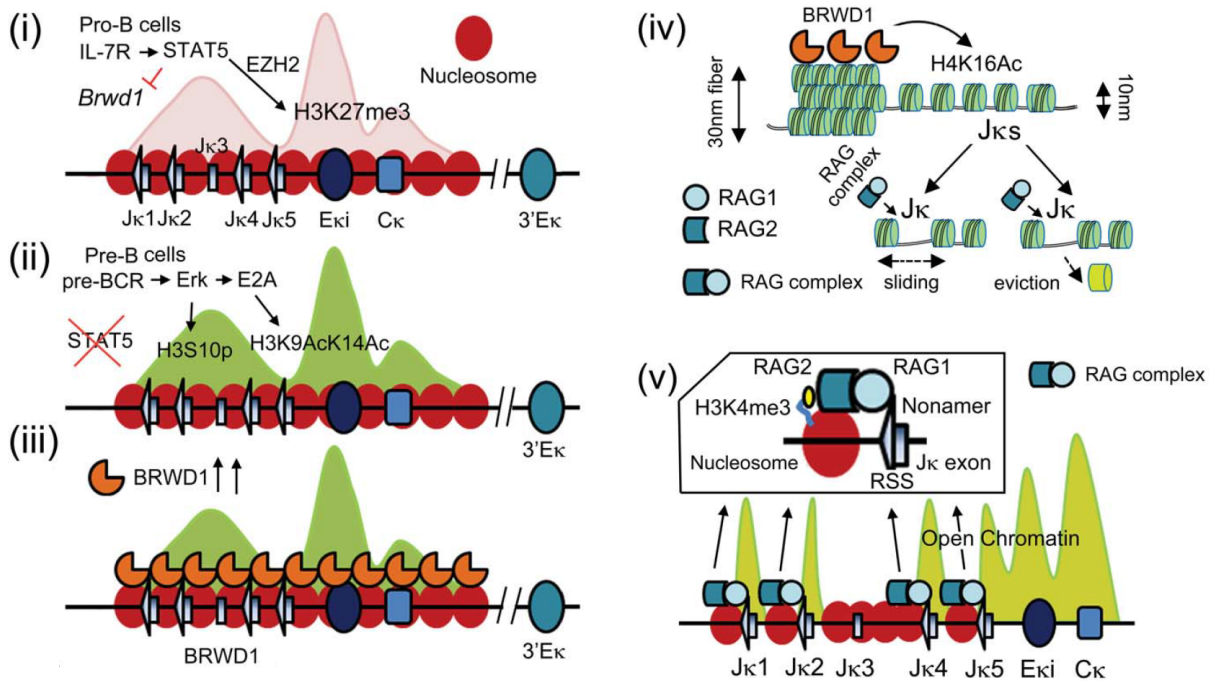 (i)
Pro-B cells
IL-7R → STAT5
EZH2
Brwd1
H3K27me3
Nucleosome
Jκ3
Jκ1 Jκ2 Jκ4 Jκ5 Eκi Cκ 3'Eκ
(ii)
Pre-B cells
pre-BCR → Erk → E2A
STAT5
H3S10p
H3K9AcK14Ac
3'Eκ
(iii)
BRWD1
BRWD1
3'Eκ
(iv)
BRWD1
H4K16Ac
30nm fiber
10nm
Jκs
RAG
complex
RAG1
RAG2
RAG complex
Jκ Jκ
sliding eviction
(v)
RAG2 RAG1
H3K4me3
Nonamer
Nucleosome
Jκ exon
RSS
RAG complex
Open Chromatin
Jκ1 Jκ2 Jκ3 Jκ4 Jκ5 Eκi Cκ